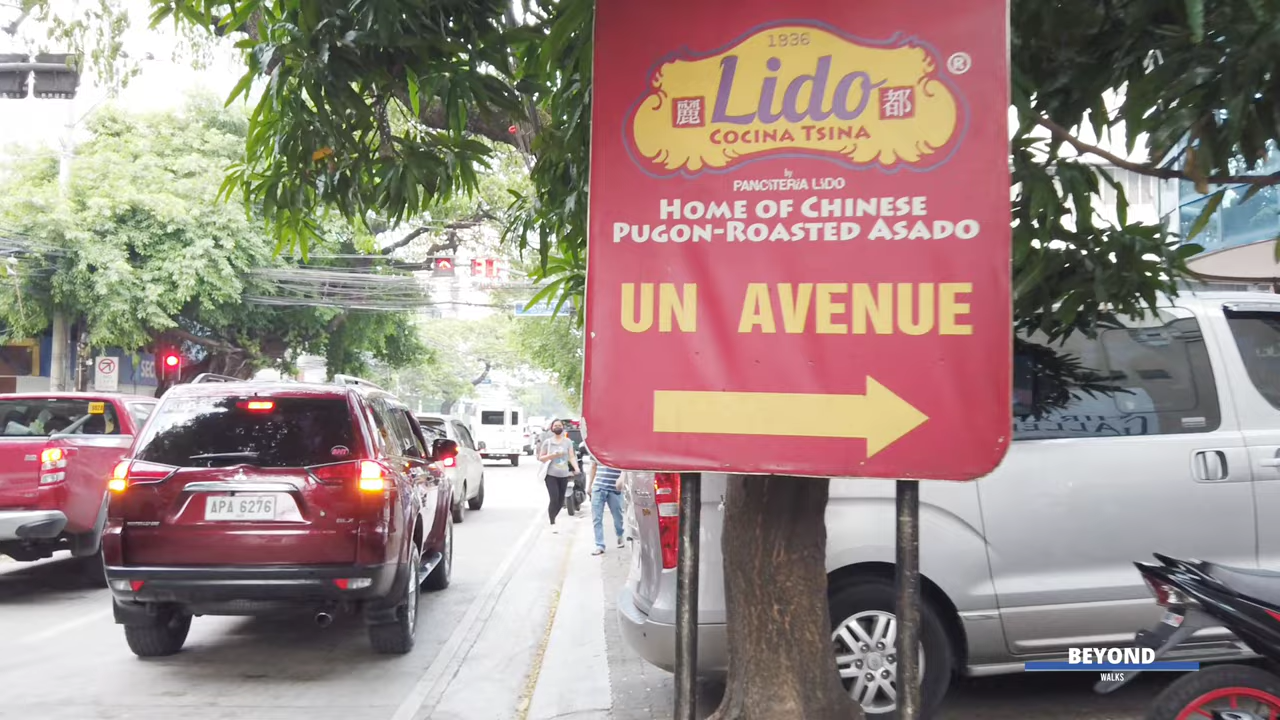 1936
麗 Lido 都
®
COCINA TSINA
by
PANCITERIA LIDO
HOME OF CHINESE
PUGON-ROASTED ASADO
UN AVENUE
APA 6276
SEC
BEYOND
WALKS